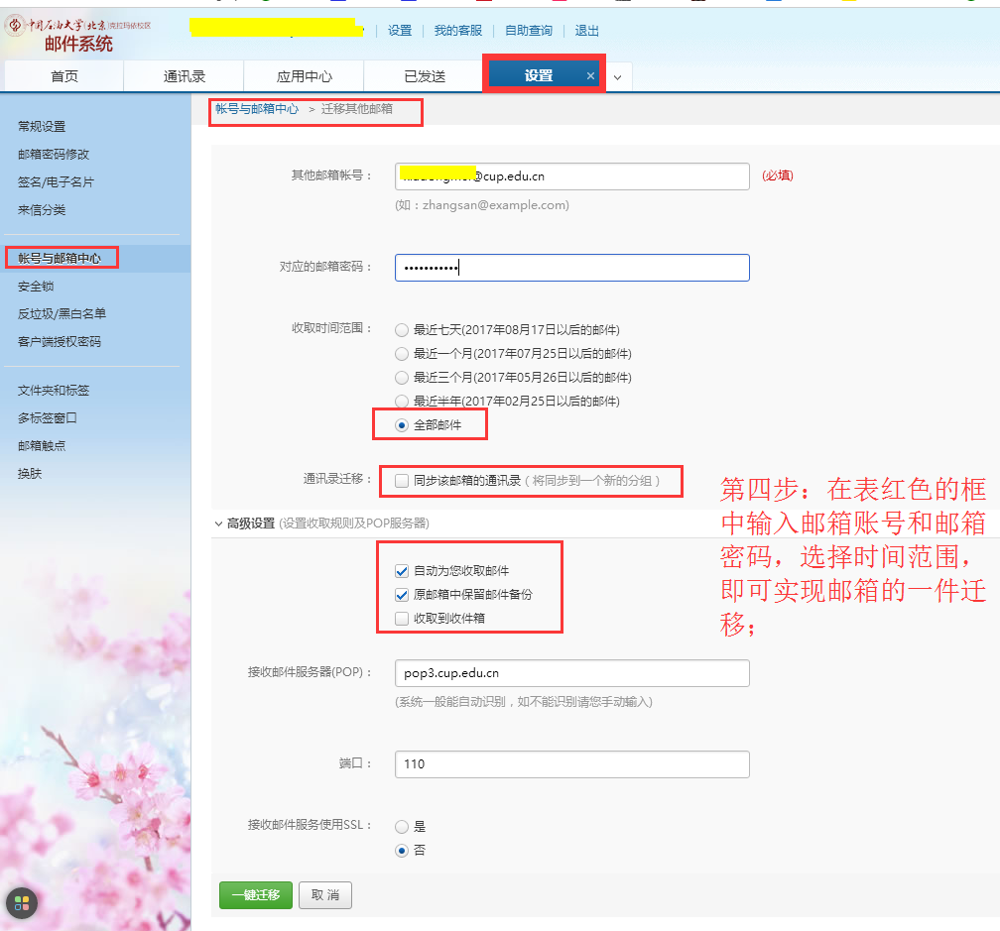 中国石油大学(北京)克拉玛依校区
邮件系统
设置 | 我的客服 | 自助查询 | 退出
首页 通讯录 应用中心 已发送 设置 ×
帐号与邮箱中心 > 迁移其他邮箱
常规设置
邮箱密码修改
签名/电子名片
来信分类
帐号与邮箱中心
安全锁
反垃圾/黑白名单
客户端授权密码
文件夹和标签
多标签窗口
邮箱触点
换肤
其他邮箱帐号： @cup.edu.cn (必填)
(如：zhangsan@example.com)
对应的邮箱密码： •••••••••••
收取时间范围： 最近七天(2017年08月17日以后的邮件)
最近一个月(2017年07月25日以后的邮件)
最近三个月(2017年05月26日以后的邮件)
最近半年(2017年02月25日以后的邮件)
全部邮件
通讯录迁移： 同步该邮箱的通讯录（将同步到一个新的分组）
高级设置 (设置收取规则及POP服务器)
自动为您收取邮件
原邮箱中保留邮件备份
收取到收件箱
接收邮件服务器(POP)： pop3.cup.edu.cn
(系统一般能自动识别，如不能识别请您手动输入)
端口： 110
接收邮件服务使用SSL： 是
否
一键迁移 取 消
第四步：在表红色的框
中输入邮箱账号和邮箱
密码，选择时间范围，
即可实现邮箱的一件迁
移；